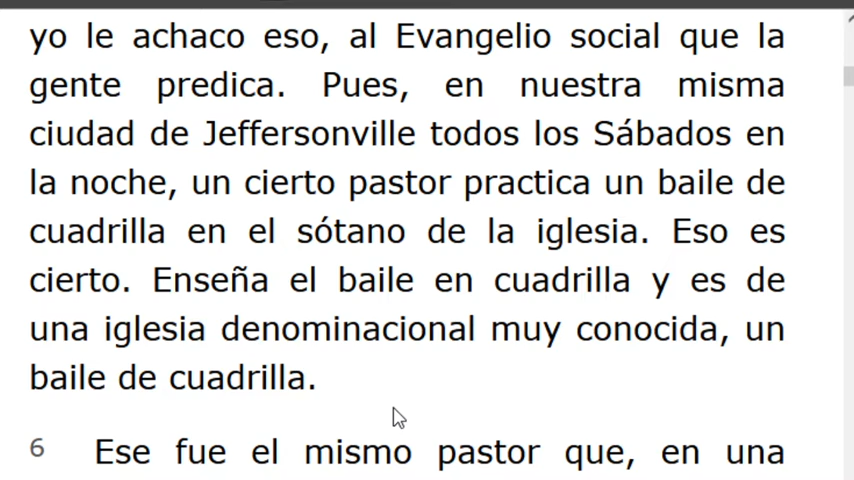 yo le achaco eso, al Evangelio social que la
gente predica. Pues, en nuestra misma
ciudad de Jeffersonville todos los Sábados en
la noche, un cierto pastor practica un baile de
cuadrilla en el sótano de la iglesia. Eso es
cierto. Enseña el baile en cuadrilla y es de
una iglesia denominacional muy conocida, un
baile de cuadrilla.
6 Ese fue el mismo pastor que, en una